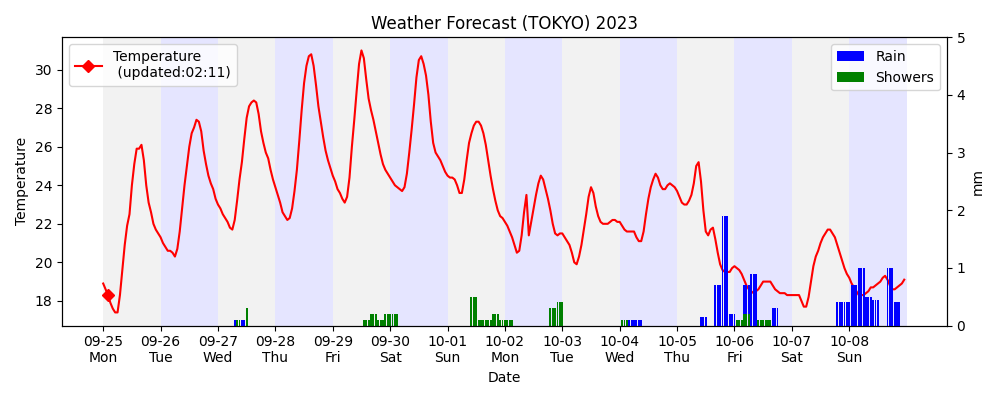 Weather Forecast (TOKYO) 2023
Temperature
(updated:02:11)
Rain
Showers
Temperature
30
28
26
24
22
20
18
5
4
3
2
1
0
mm
09-25 09-26 09-27 09-28 09-29 09-30 10-01 10-02 10-03 10-04 10-05 10-06 10-07 10-08
Mon Tue Wed Thu Fri Sat Sun Mon Tue Wed Thu Fri Sat Sun
Date